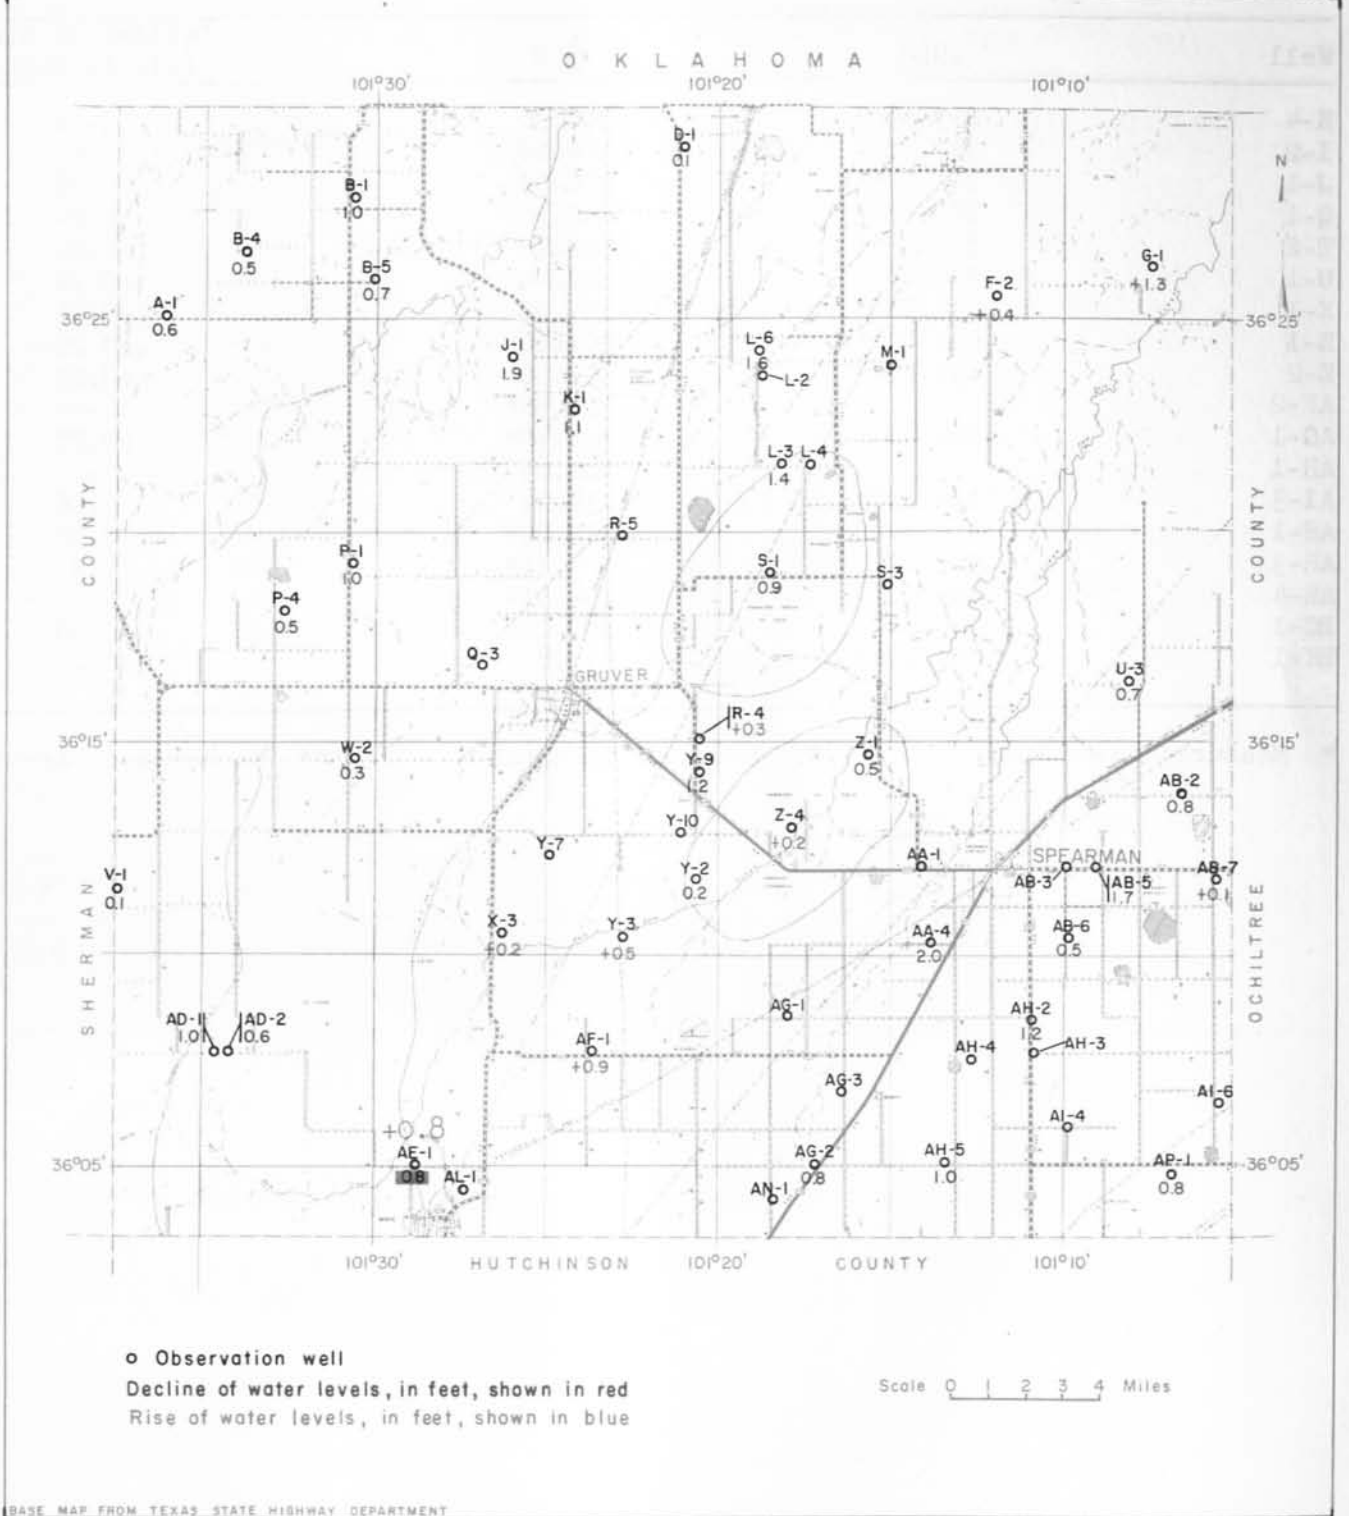 OKLAHOMA
101°30' 101°20' 101°10'
D-1
0.1
N
B-1
1.0
B-4
0.5
B-5
0.7
G-1
+1.3
F-2
+0.4
A-1
0.6
36°25' 36°25'
J-1
1.9
L-6
1.6
L-2
M-1
K-1
1.1
L-3 L-4
1.4
R-5
COUNTY COUNTY
P-1
1.0
S-1
0.9
S-3
P-4
0.5
Q-3
GRUVER
U-3
0.7
R-4
+0.3
36°15' 36°15'
W-2
0.3
Y-9
1.2
Z-1
0.5
AB-2
0.8
Y-10
Z-4
+0.2
Y-7
AA-1
SPEARMAN
V-1
0.1
Y-2
0.2
AB-3
AB-5
1.7
AB-7
+0.1
X-3
+0.2
Y-3
+0.5
AA-4
2.0
AB-6
0.5
SHERMAN OCHILTREE
AD-1
1.0
AD-2
0.6
AG-1
AH-2
1.2
AF-1
+0.9
AH-4
AH-3
AG-3
AI-6
AI-4
+0.8
AE-1
0.8
36°05' 36°05'
AL-1
AG-2
0.8
AH-5
1.0
AP-1
0.8
AN-1
101°30' HUTCHINSON 101°20' COUNTY 101°10'
Observation well
Decline of water levels, in feet, shown in red
Rise of water levels, in feet, shown in blue
Scale 0 1 2 3 4 Miles
BASE MAP FROM TEXAS STATE HIGHWAY DEPARTMENT